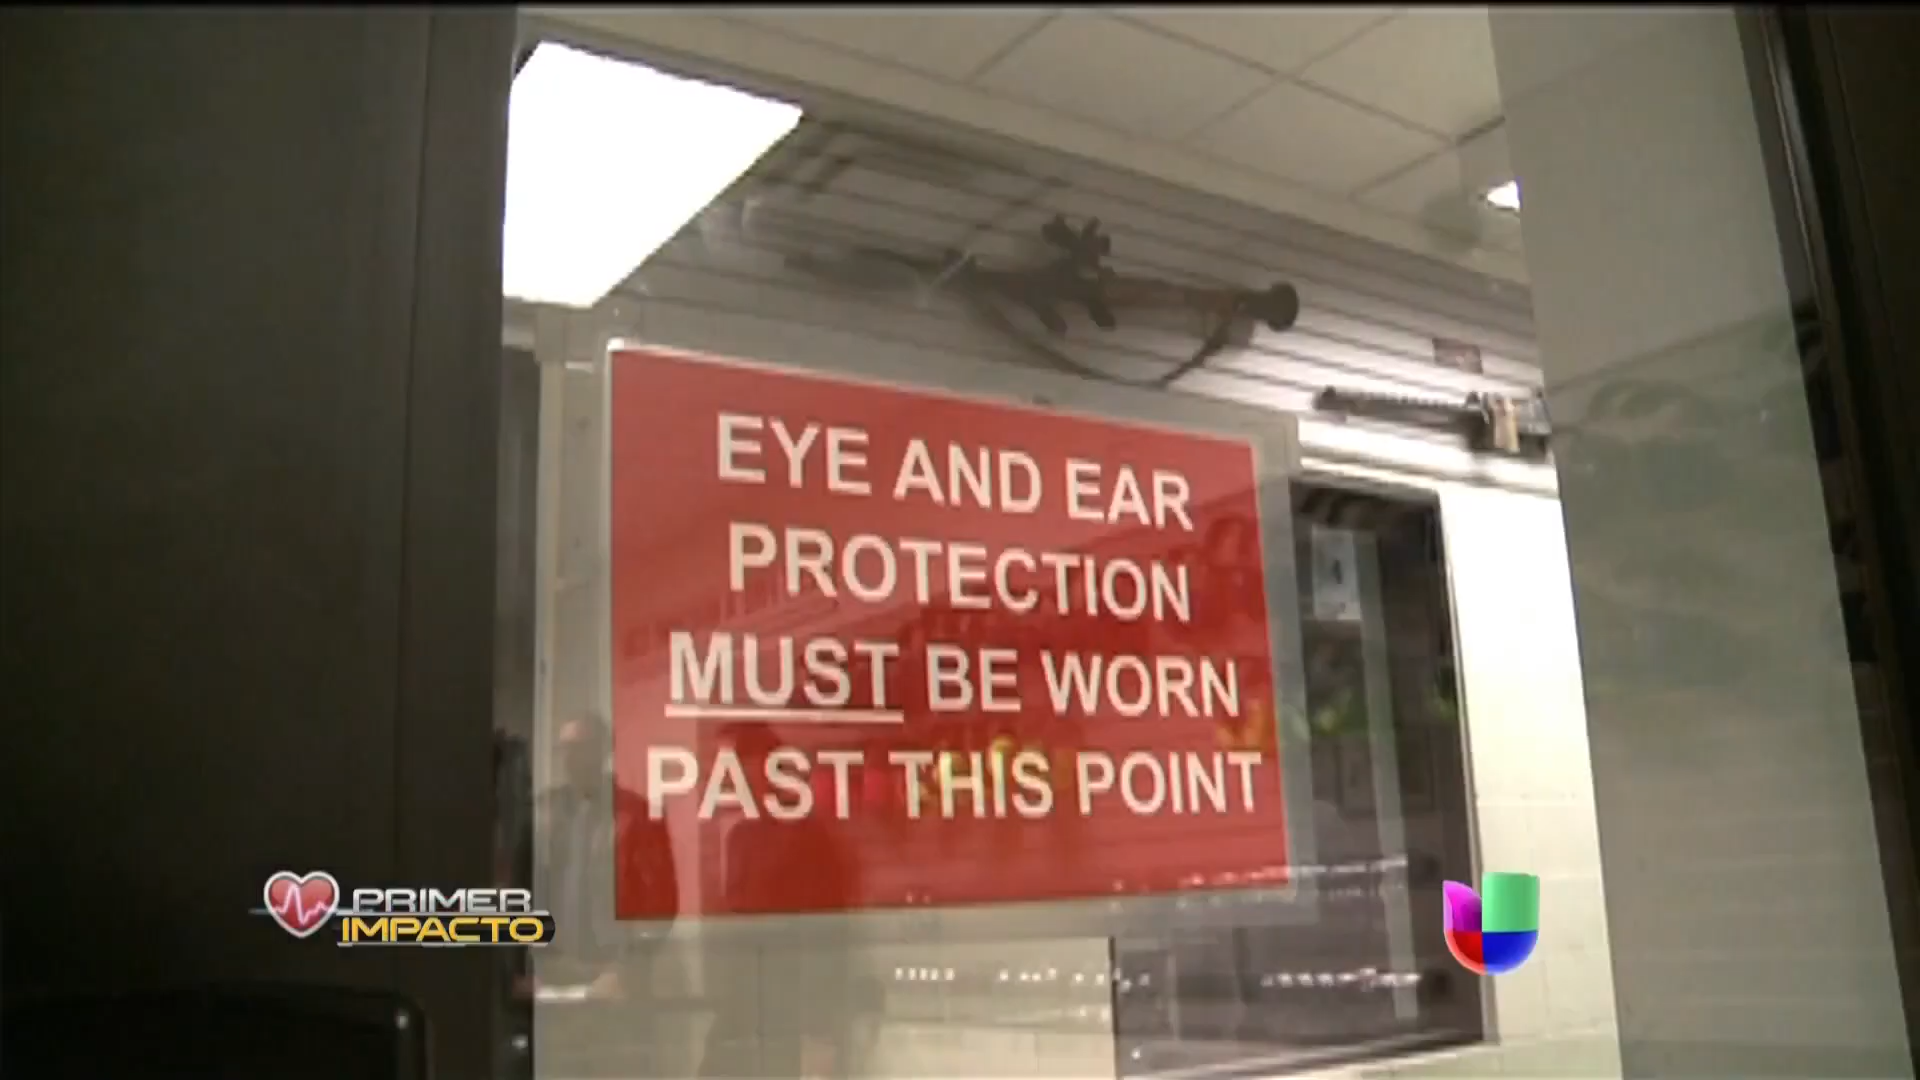 EYE AND EAR
PROTECTION
MUST BE WORN
PAST THIS POINT
PRIMER
IMPACTO